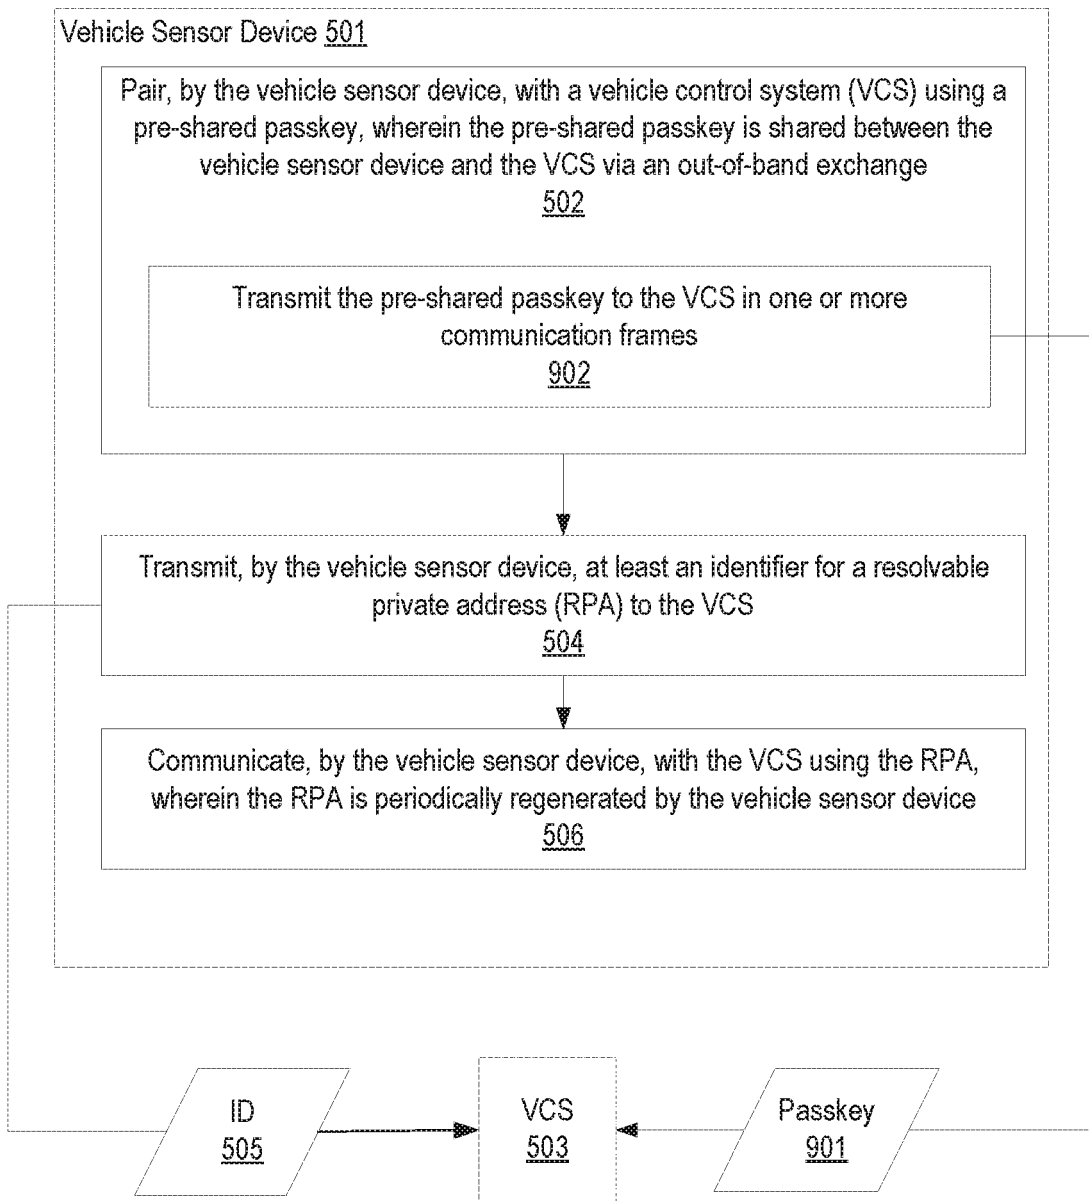 Vehicle Sensor Device 501
Pair, by the vehicle sensor device, with a vehicle control system (VCS) using a
pre-shared passkey, wherein the pre-shared passkey is shared between the
vehicle sensor device and the VCS via an out-of-band exchange
502
Transmit the pre-shared passkey to the VCS in one or more
communication frames
902
Transmit, by the vehicle sensor device, at least an identifier for a resolvable
private address (RPA) to the VCS
504
Communicate, by the vehicle sensor device, with the VCS using the RPA,
wherein the RPA is periodically regenerated by the vehicle sensor device
506
ID
505
VCS
503
Passkey
901